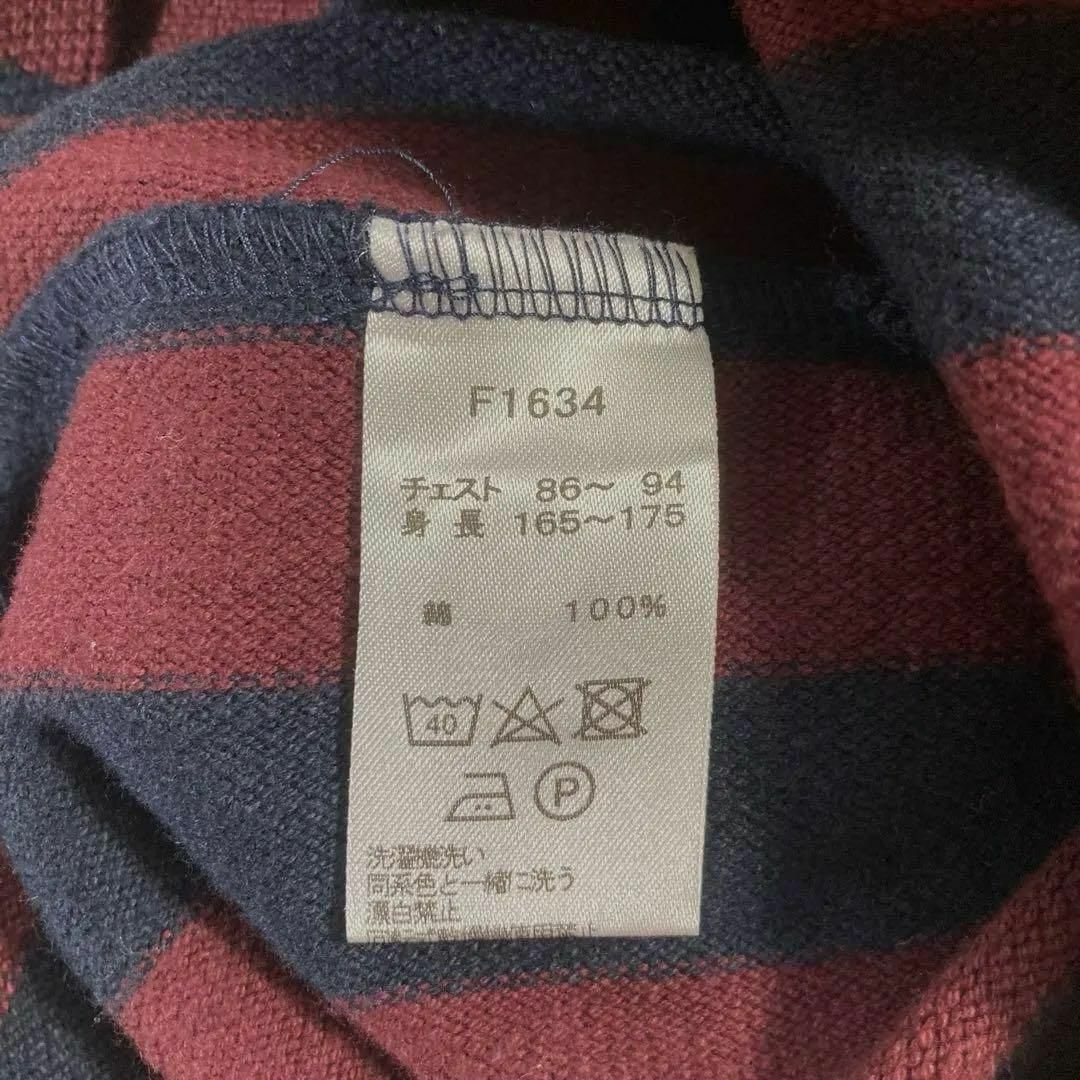 F1634
チェスト 86〜 94
身 長 165〜175
綿 100%
40
P
洗濯機洗い
同系色と一緒に洗う
漂白禁止